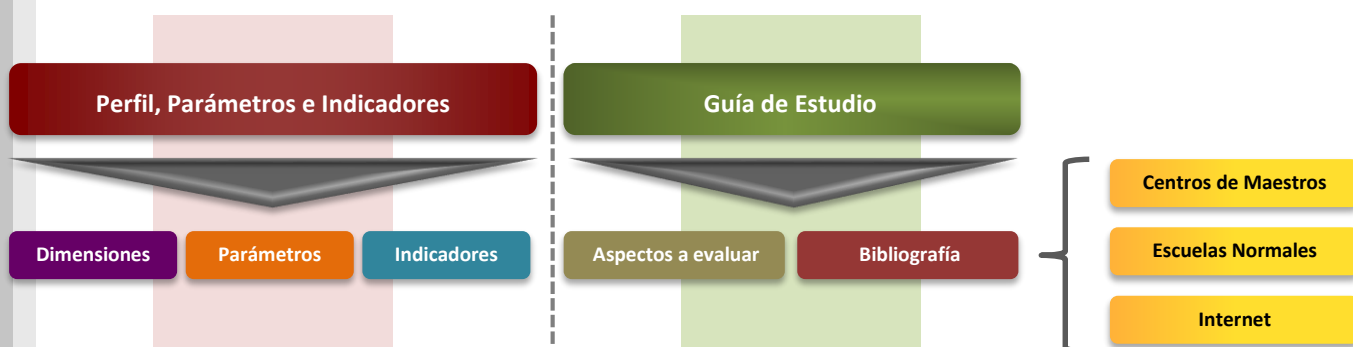 Perfil, Parámetros e Indicadores
Guía de Estudio
Dimensiones
Parámetros
Indicadores
Aspectos a evaluar
Bibliografía
Centros de Maestros
Escuelas Normales
Internet